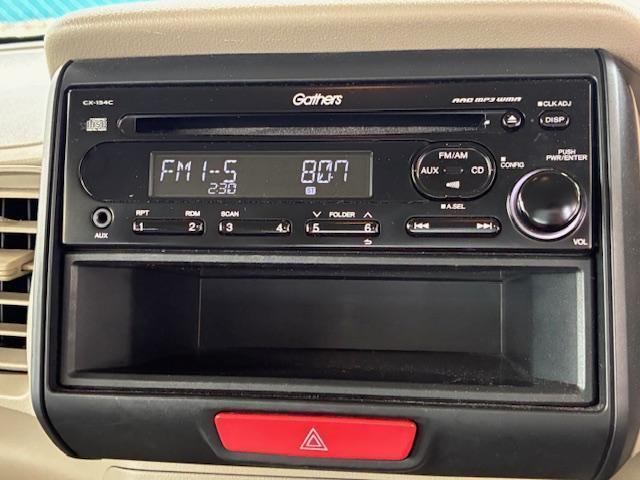 CX-134C Gathers AAC MP3 WMA CLK ADJ
DISP
FM1-5 80.7
2:30 ST
FM/AM
AUX CD
CONFIG
PUSH
PWR/ENTER
A.SEL
VOL
AUX
RPT RDM SCAN FOLDER
1 2 3 4 5 6